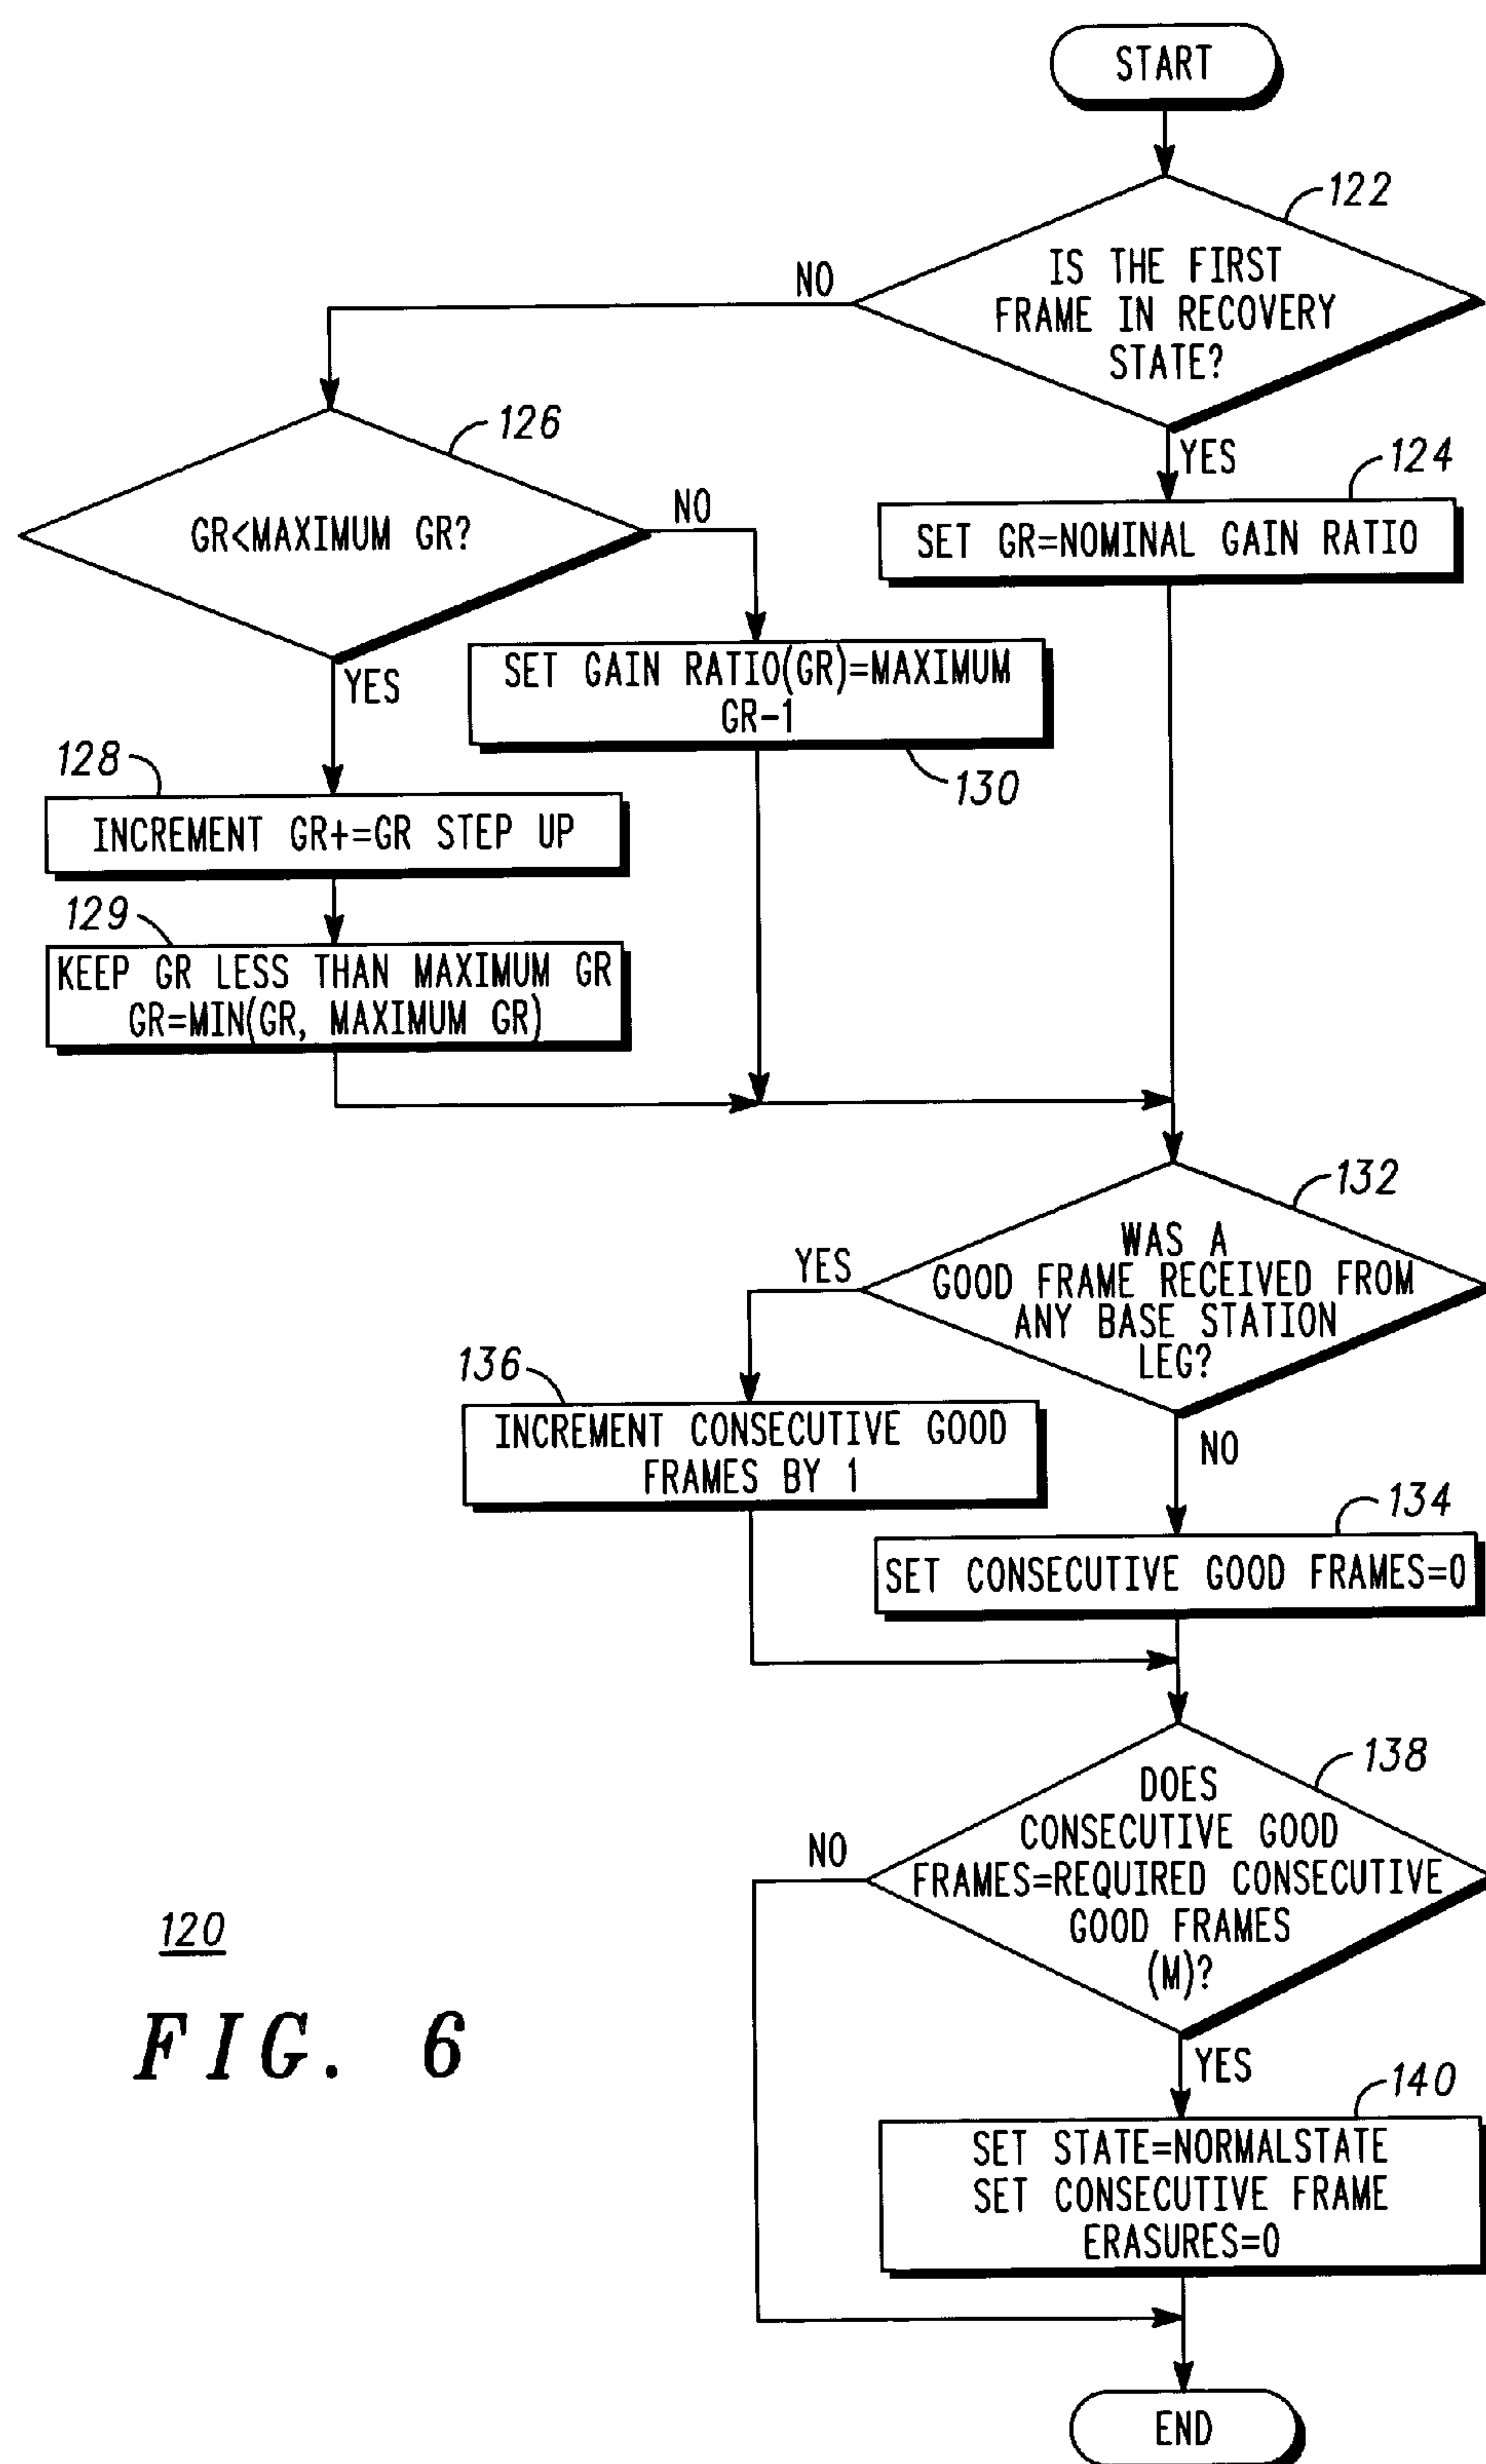 START
122
IS THE FIRST
FRAME IN RECOVERY
STATE?
NO
YES
126
GR<MAXIMUM GR?
NO
YES
124
SET GR=NOMINAL GAIN RATIO
SET GAIN RATIO(GR)=MAXIMUM
GR-1
130
128
INCREMENT GR+=GR STEP UP
129
KEEP GR LESS THAN MAXIMUM GR
GR=MIN(GR, MAXIMUM GR)
132
WAS A
GOOD FRAME RECEIVED FROM
ANY BASE STATION
LEG?
YES
NO
136
INCREMENT CONSECUTIVE GOOD
FRAMES BY 1
134
SET CONSECUTIVE GOOD FRAMES=0
138
DOES
CONSECUTIVE GOOD
FRAMES=REQUIRED CONSECUTIVE
GOOD FRAMES
(M)?
NO
YES
140
SET STATE=NORMALSTATE
SET CONSECUTIVE FRAME
ERASURES=0
END
120
FIG. 6